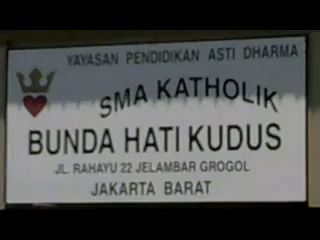 YAYASAN PENDIDIKAN ASTI DHARMA
SMA KATHOLIK
BUNDA HATI KUDUS
JL. RAHAYU 22 JELAMBAR GROGOL
JAKARTA BARAT